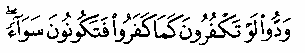 وَدُّوا۟ لَوْ تَكْفُرُونَ كَمَا كَفَرُوا۟ فَتَكُونُونَ سَوَآءً ۖ